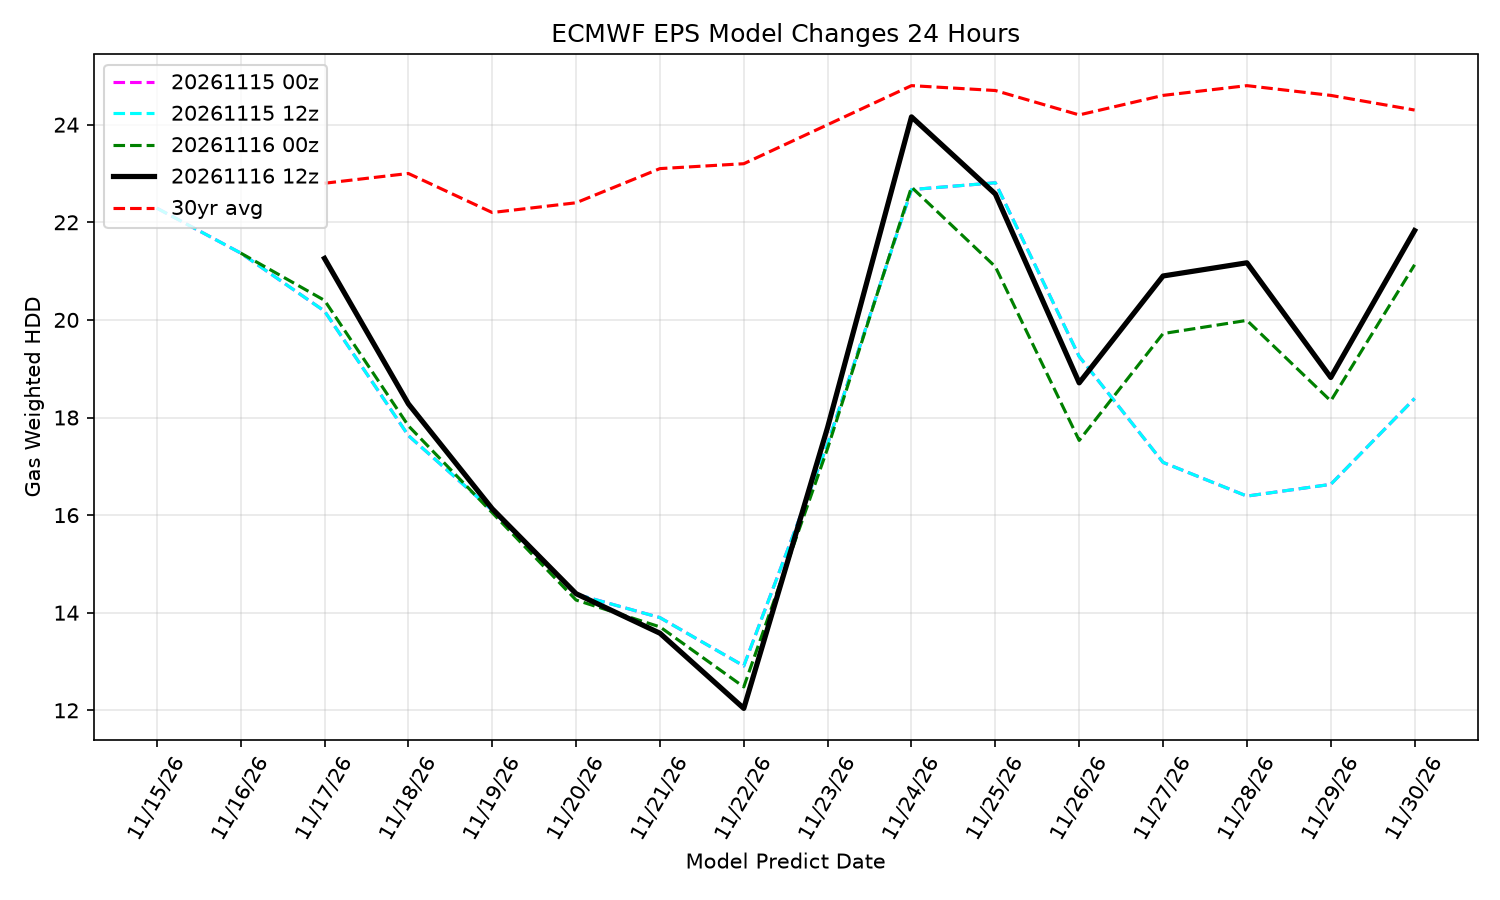 ECMWF EPS Model Changes 24 Hours
20261115 00z
20261115 12z
20261116 00z
20261116 12z
30yr avg
Gas Weighted HDD
24
22
20
18
16
14
12
11/15/26
11/16/26
11/17/26
11/18/26
11/19/26
11/20/26
11/21/26
11/22/26
11/23/26
11/24/26
11/25/26
11/26/26
11/27/26
11/28/26
11/29/26
11/30/26
Model Predict Date